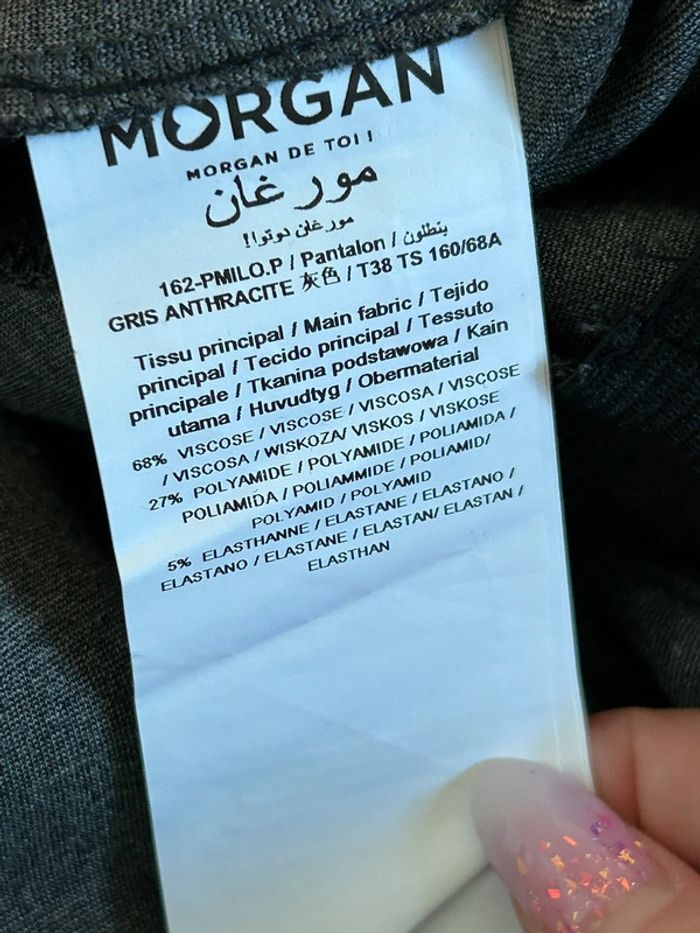 MORGAN
MORGAN DE TOI !
مورغان
مورغان دوتوا!
162-PMILO.P / Pantalon / بنطلون
GRIS ANTHRACITE 灰色 / T38 TS 160/68A
Tissu principal / Main fabric / Tejido
principal / Tecido principal / Tessuto
principale / Tkanina podstawowa / Kain
utama / Huvudtyg / Obermaterial
68% VISCOSE / VISCOSE / VISCOSA / VISCOSE
/ VISCOSA / WISKOZA/ VISKOS / VISKOSE
27% POLYAMIDE / POLYAMIDE / POLIAMIDA /
POLIAMIDA / POLIAMMIDE / POLIAMID/
POLYAMID / POLYAMID
5% ELASTHANNE / ELASTANE / ELASTANO /
ELASTANO / ELASTANE / ELASTAN/ ELASTAN /
ELASTHAN